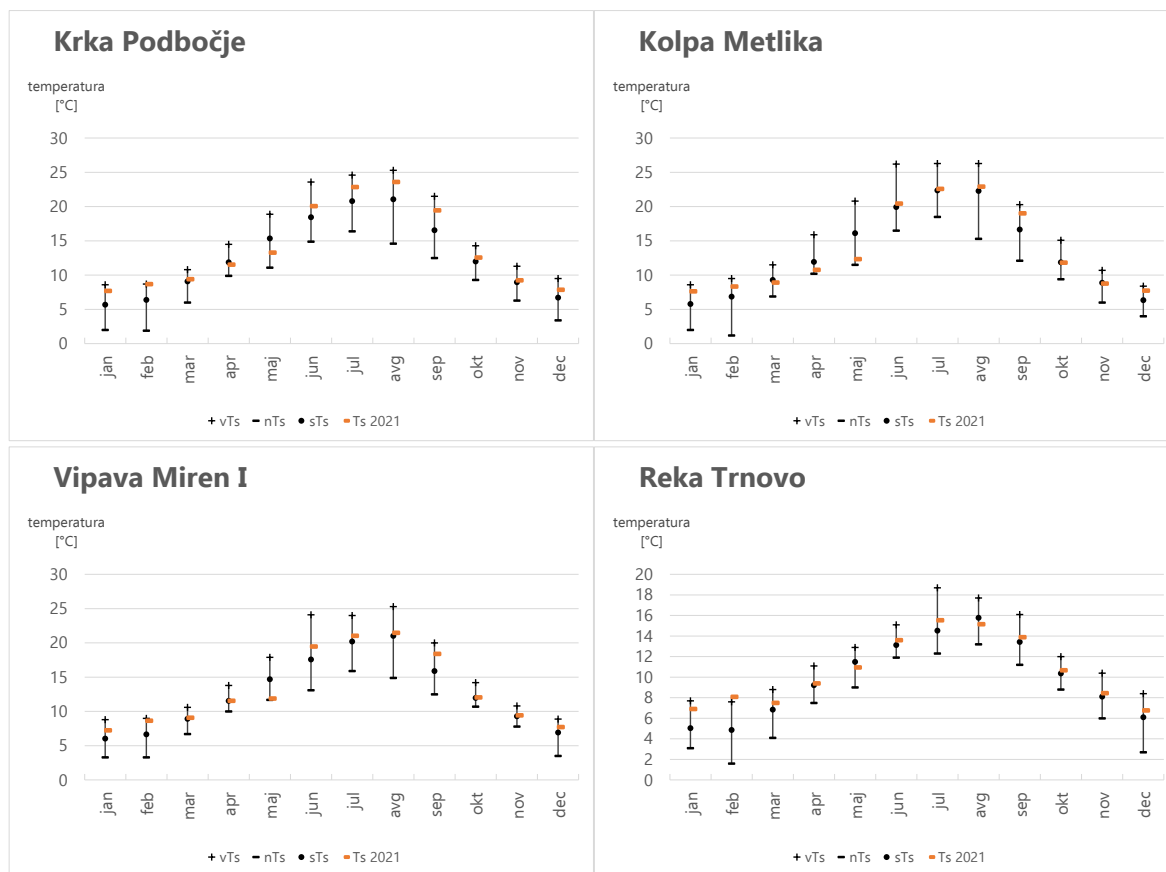 Krka Podbočje
temperatura
[°C]
30
25
20
15
10
5
0
jan feb mar apr maj jun jul avg sep okt nov dec
vTs nTs sTs Ts 2021
Kolpa Metlika
temperatura
[°C]
30
25
20
15
10
5
0
jan feb mar apr maj jun jul avg sep okt nov dec
vTs nTs sTs Ts 2021
Vipava Miren I
temperatura
[°C]
30
25
20
15
10
5
0
jan feb mar apr maj jun jul avg sep okt nov dec
vTs nTs sTs Ts 2021
Reka Trnovo
temperatura
[°C]
20
18
16
14
12
10
8
6
4
2
0
jan feb mar apr maj jun jul avg sep okt nov dec
vTs nTs sTs Ts 2021